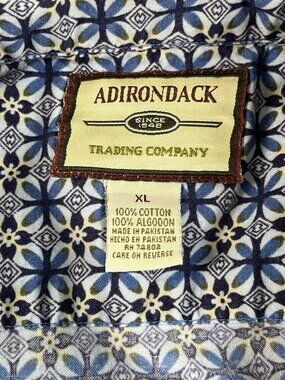 ADIRONDACK
SINCE
1848
TRADING COMPANY
XL
100% COTTON
100% ALGODON
MADE IN PAKISTAN
HECHO EN PAKISTAN
RN 74802
CARE ON REVERSE